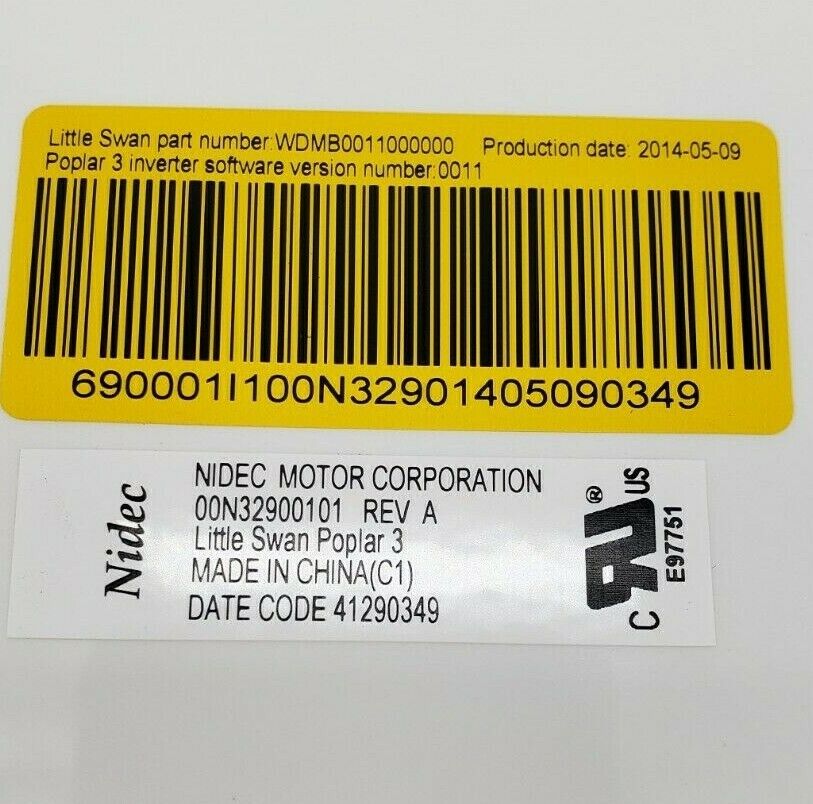 Little Swan part number:WDMB0011000000 Production date: 2014-05-09
Poplar 3 inverter software version number:0011
690001I100N32901405090349
Nidec
NIDEC MOTOR CORPORATION
00N32900101 REV A
Little Swan Poplar 3
MADE IN CHINA(C1)
DATE CODE 41290349
C RU® US
E97751